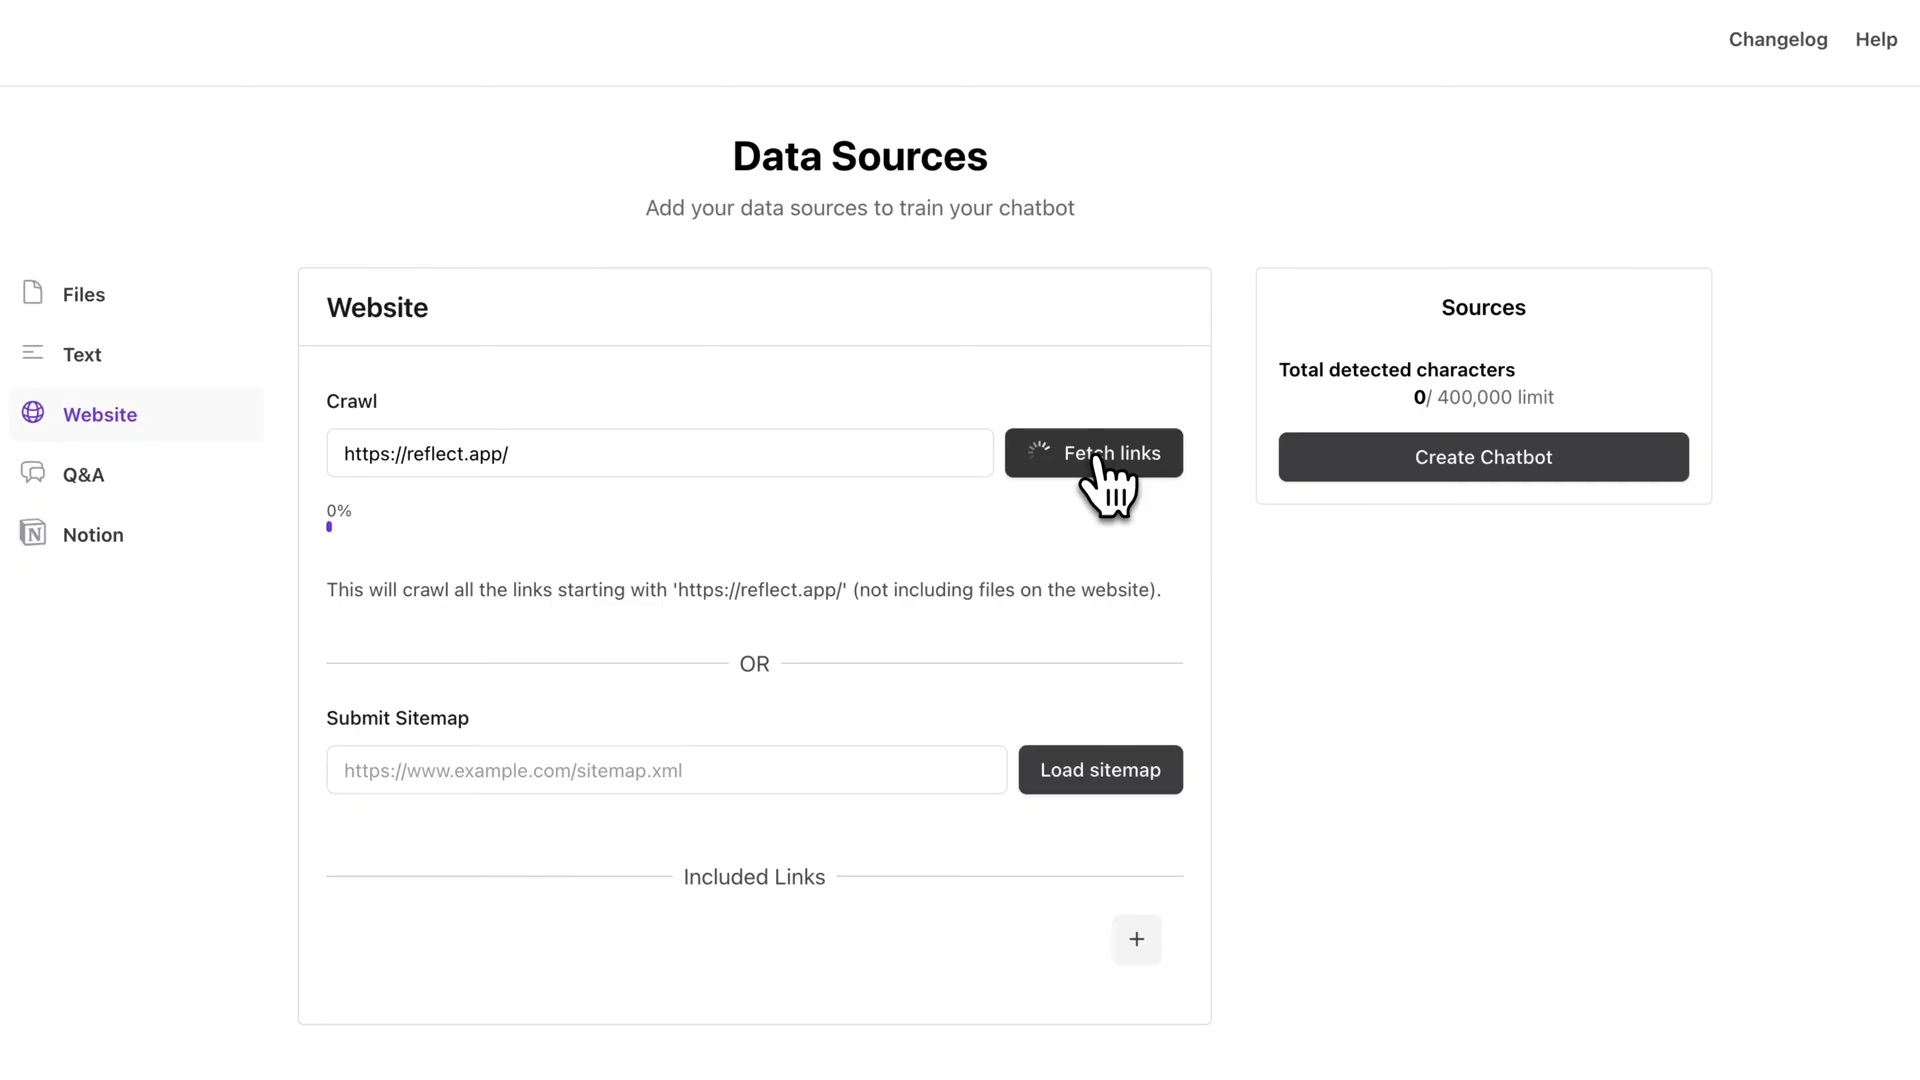 Changelog Help
Data Sources
Add your data sources to train your chatbot
Files
Text
Website
Q&A
Notion
Website
Crawl
https://reflect.app/
Fetch links
0%
This will crawl all the links starting with 'https://reflect.app/' (not including files on the website).
OR
Submit Sitemap
https://www.example.com/sitemap.xml
Load sitemap
Included Links
+
Sources
Total detected characters
0/ 400,000 limit
Create Chatbot